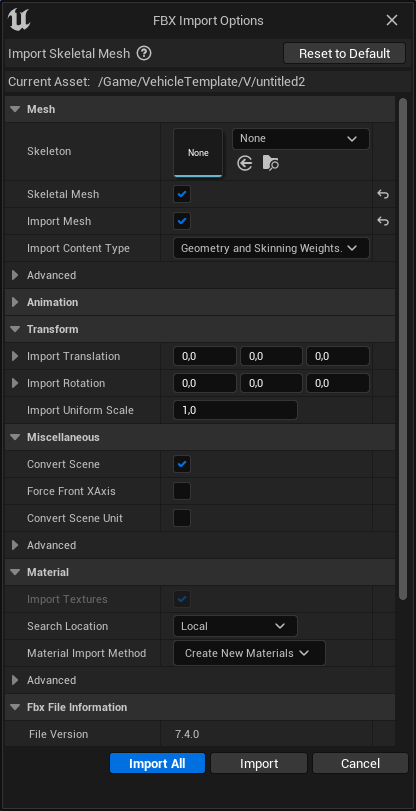 FBX Import Options
Import Skeletal Mesh ? Reset to Default
Current Asset: /Game/VehicleTemplate/V/untitled2
Mesh
Skeleton None None
Skeletal Mesh
Import Mesh
Import Content Type Geometry and Skinning Weights.
Advanced
Animation
Transform
Import Translation 0,0 0,0 0,0
Import Rotation 0,0 0,0 0,0
Import Uniform Scale 1,0
Miscellaneous
Convert Scene
Force Front XAxis
Convert Scene Unit
Advanced
Material
Import Textures
Search Location Local
Material Import Method Create New Materials
Advanced
Fbx File Information
File Version 7.4.0
Import All Import Cancel